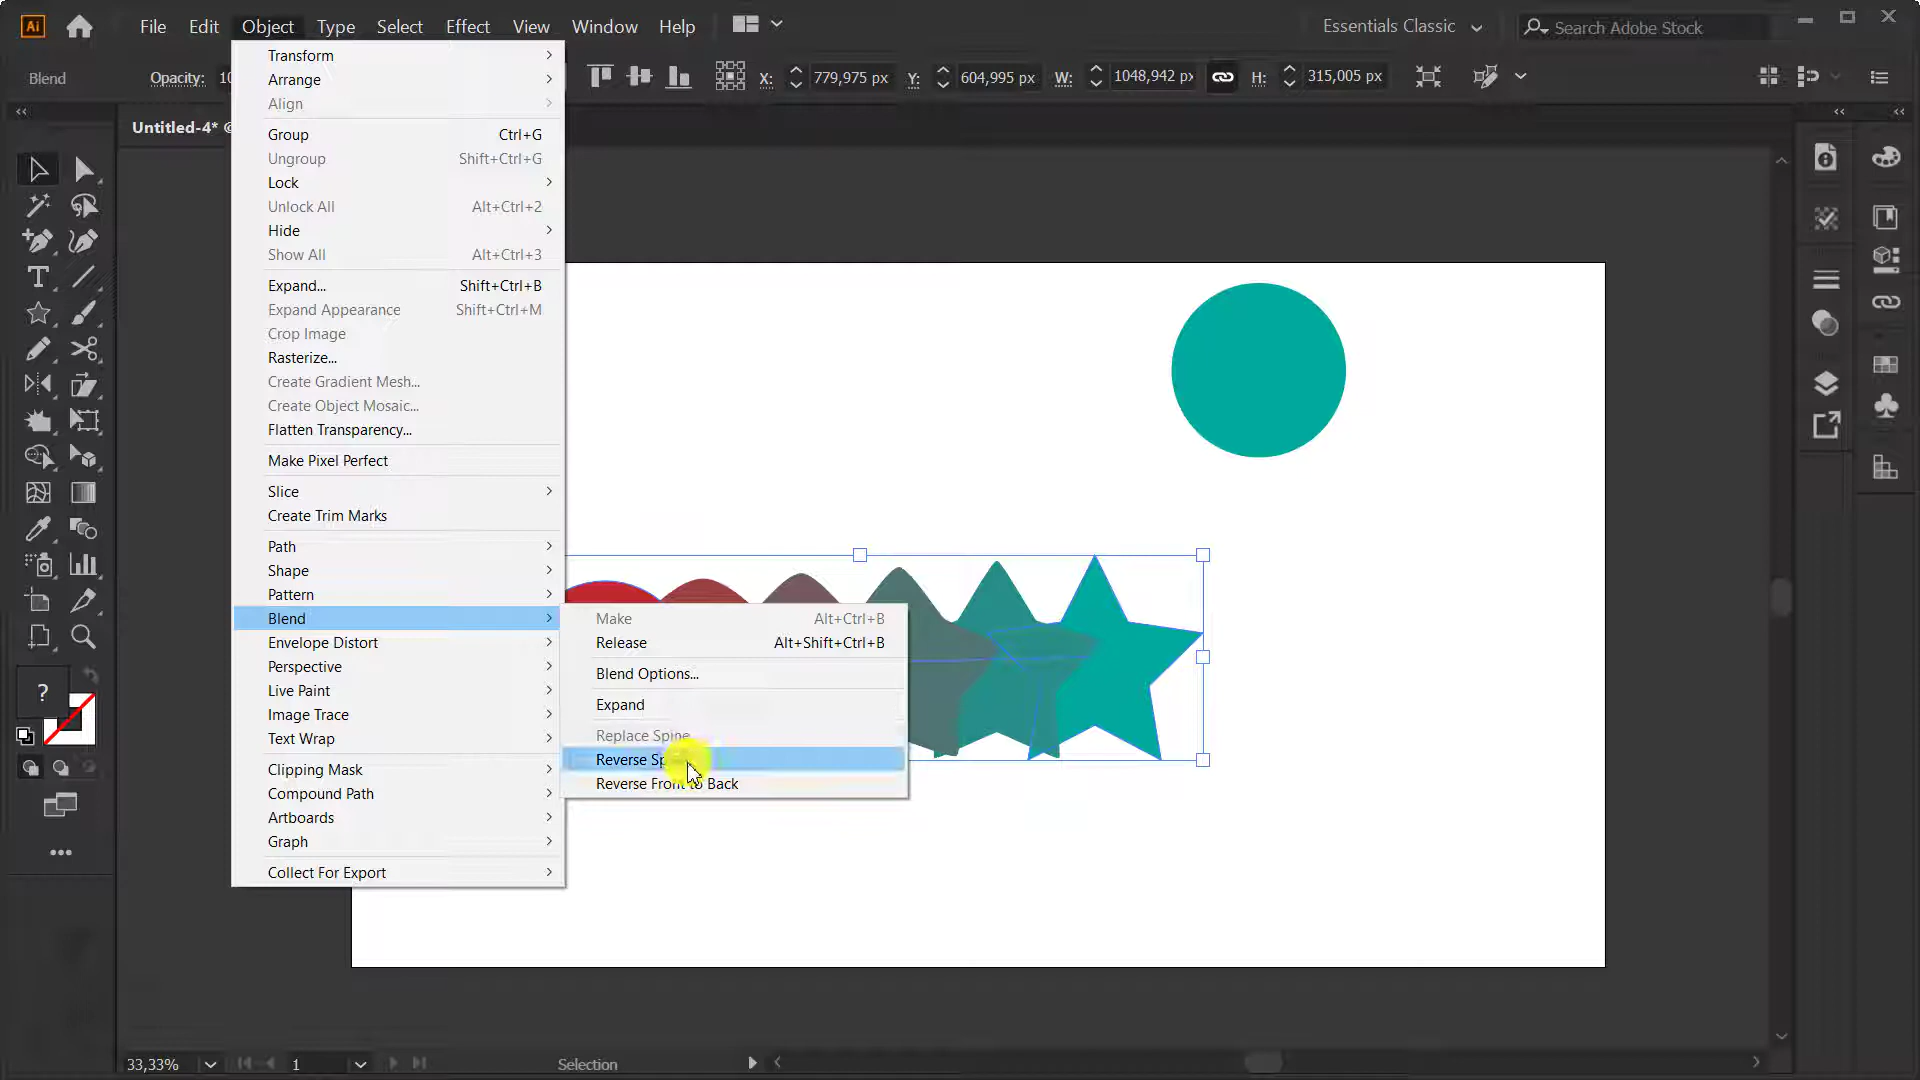 Ai File Edit Object Type Select Effect View Window Help Essentials Classic Search Adobe Stock
Blend Opacity: X: 779,975 px Y: 604,995 px W: 1048,942 px H: 315,005 px
Untitled-4*
Transform
Arrange
Align
Group Ctrl+G
Ungroup Shift+Ctrl+G
Lock
Unlock All Alt+Ctrl+2
Hide
Show All Alt+Ctrl+3
Expand... Shift+Ctrl+B
Expand Appearance Shift+Ctrl+M
Crop Image
Rasterize...
Create Gradient Mesh...
Create Object Mosaic...
Flatten Transparency...
Make Pixel Perfect
Slice
Create Trim Marks
Path
Shape
Pattern
Blend
Envelope Distort
Perspective
Live Paint
Image Trace
Text Wrap
Clipping Mask
Compound Path
Artboards
Graph
Collect For Export
Make Alt+Ctrl+B
Release Alt+Shift+Ctrl+B
Blend Options...
Expand
Replace Spine
Reverse Sp
Reverse Front to Back
?
33,33% 1 Selection